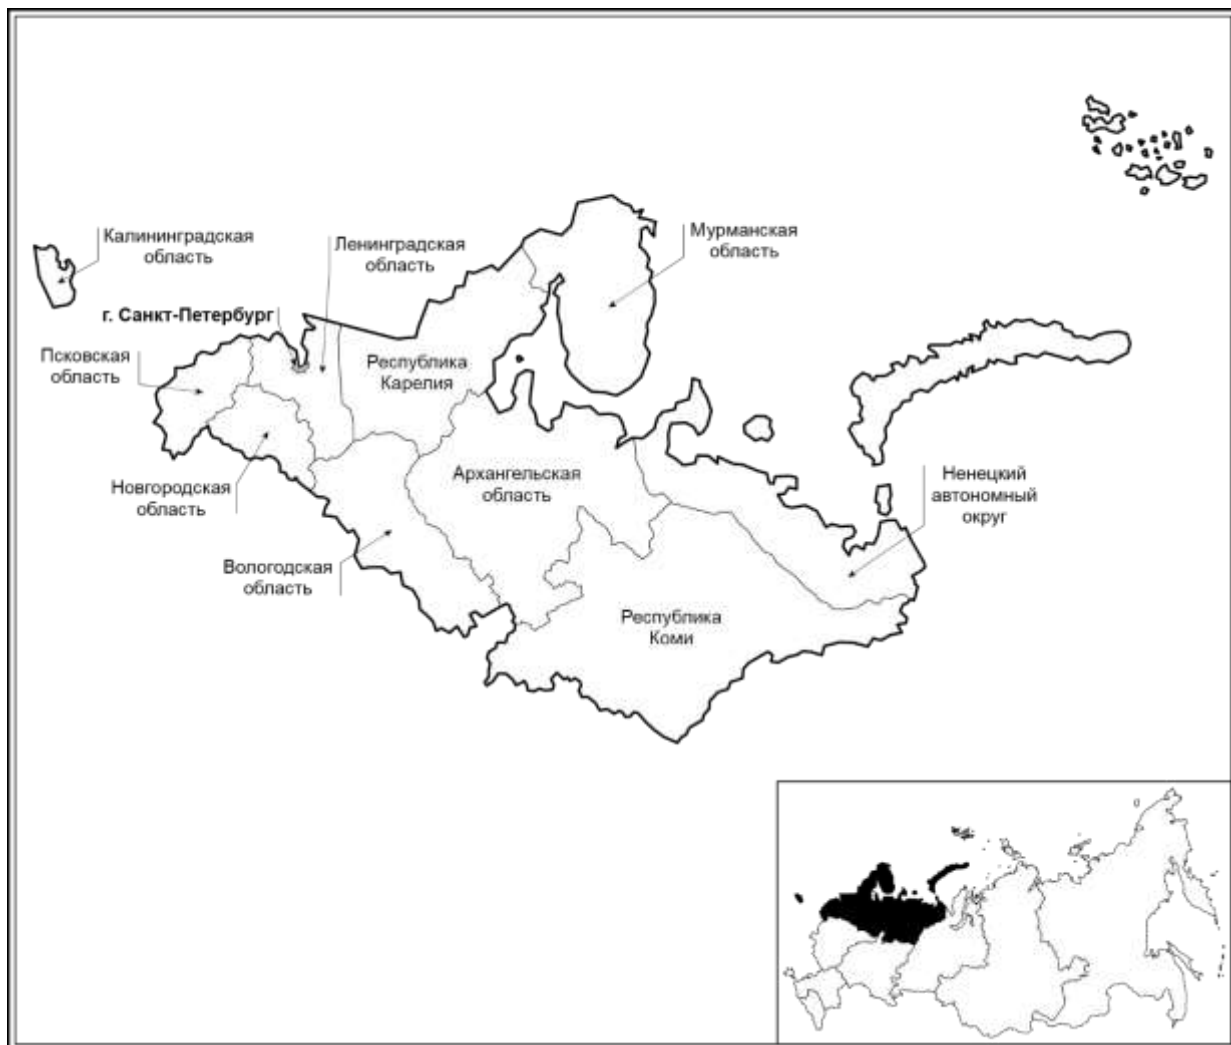 Калининградская
область
Ленинградская
область
Мурманская
область
г. Санкт-Петербург
Псковская
область
Республика
Карелия
Новгородская
область
Архангельская
область
Ненецкий
автономный
округ
Вологодская
область
Республика
Коми